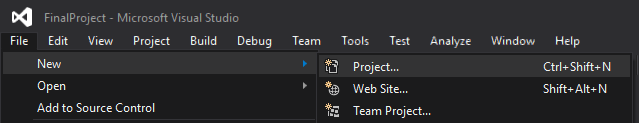 FinalProject - Microsoft Visual Studio
File Edit View Project Build Debug Team Tools Test Analyze Window Help
New Project... Ctrl+Shift+N
Open Web Site... Shift+Alt+N
Add to Source Control Team Project...